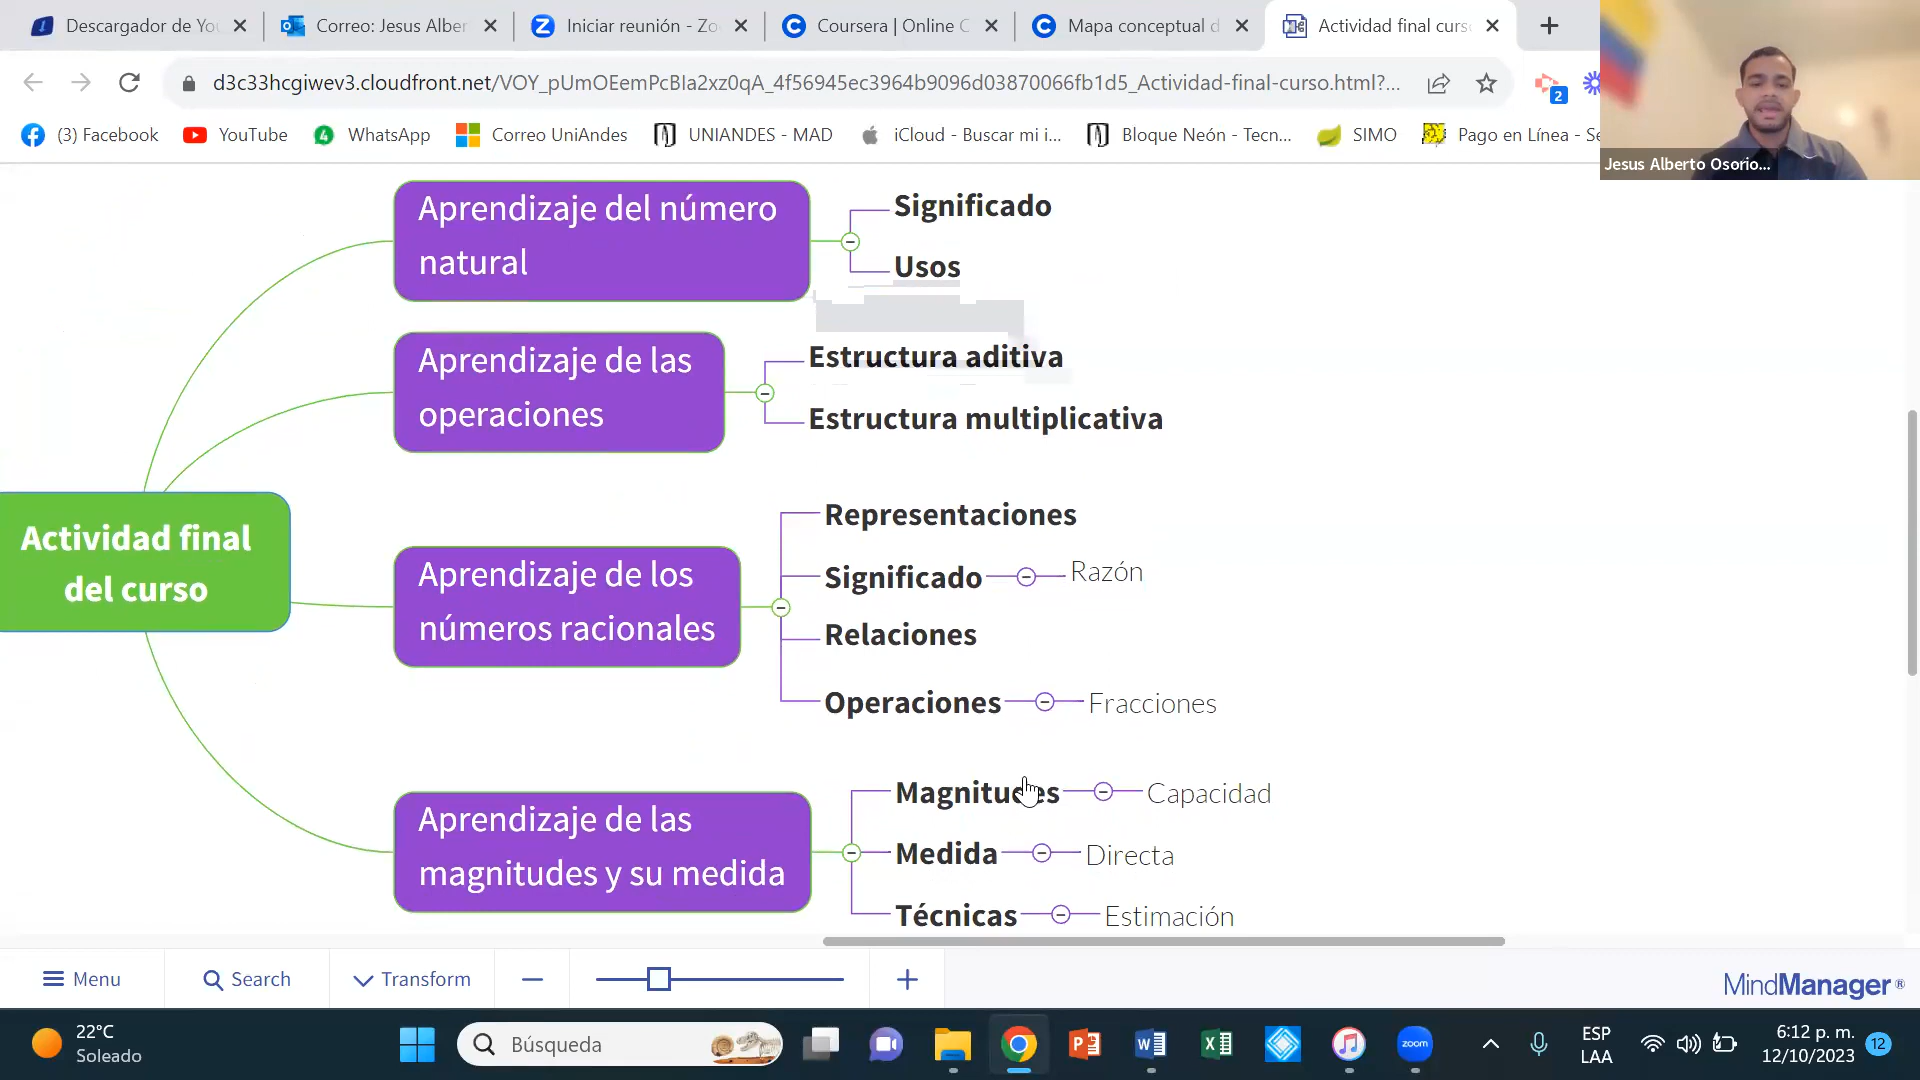 Descargador de You
Correo: Jesus Alber
Iniciar reunión - Zo
Coursera | Online C
Mapa conceptual d
Actividad final curs
d3c33hcgiwev3.cloudfront.net/VOY_pUmOEemPcBIa2xz0qA_4f56945ec3964b9096d03870066fb1d5_Actividad-final-curso.html?...
2
(3) Facebook
YouTube
4
WhatsApp
Correo UniAndes
UNIANDES - MAD
iCloud - Buscar mi i...
Bloque Neón - Tecn...
SIMO
Pago en Línea - Se
Jesus Alberto Osorio...
Aprendizaje del número
natural
Significado
Usos
Aprendizaje de las
operaciones
Estructura aditiva
Estructura multiplicativa
Actividad final
del curso
Aprendizaje de los
números racionales
Representaciones
Significado
Razón
Relaciones
Operaciones
Fracciones
Aprendizaje de las
magnitudes y su medida
Magnitudes
Capacidad
Medida
Directa
Técnicas
Estimación
Menu
Search
Transform
MindManager®
22°C
Soleado
Búsqueda
zoom
ESP
LAA
6:12 p. m.
12/10/2023
12